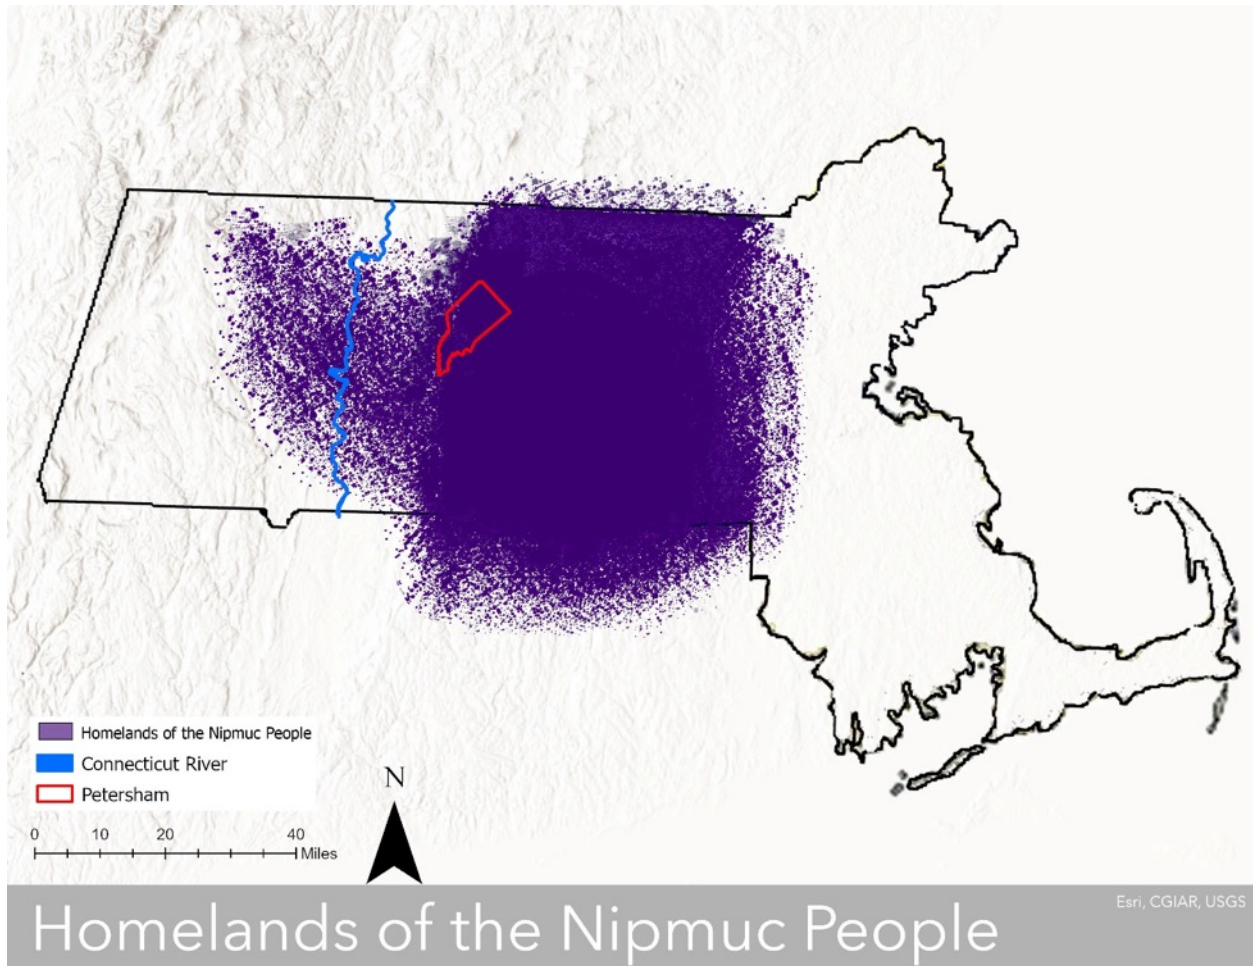 Homelands of the Nipmuc People
Connecticut River
Petersham
N
0 10 20 40
Miles
Esri, CGIAR, USGS
Homelands of the Nipmuc People